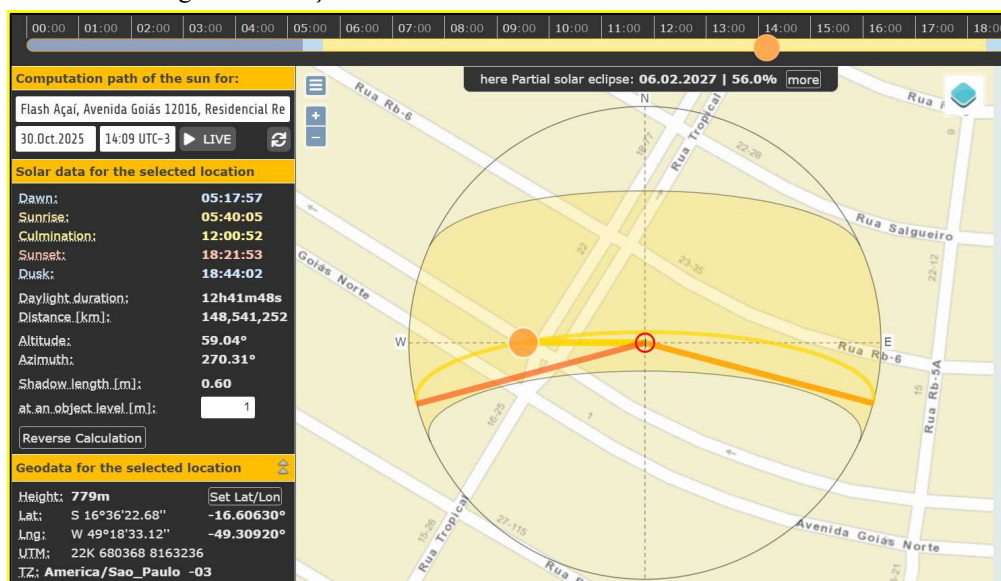 00:00 01:00 02:00 03:00 04:00 05:00 06:00 07:00 08:00 09:00 10:00 11:00 12:00 13:00 14:00 15:00 16:00 17:00 18:0
Computation path of the sun for:
Flash Açaí, Avenida Goiás 12016, Residencial Re
30.Oct.2025 14:09 UTC-3 LIVE
Solar data for the selected location
Dawn: 05:17:57
Sunrise: 05:40:05
Culmination: 12:00:52
Sunset: 18:21:53
Dusk: 18:44:02
Daylight duration: 12h41m48s
Distance [km]: 148,541,252
Altitude: 59.04°
Azimuth: 270.31°
Shadow length [m]: 0.60
at an object level [m]: 1
Reverse Calculation
Geodata for the selected location
Height: 779m Set Lat/Lon
Lat: S 16°36'22.68'' -16.60630°
Lng: W 49°18'33.12'' -49.30920°
UTM: 22K 680368 8163236
TZ: America/Sao_Paulo -03
here Partial solar eclipse: 06.02.2027 | 56.0% more
+
−
N
Rua Rb-6
Rua Tropical
18-77
22-28
Rua
9
Rua Salgueiro
22
23-35
22-12
Goiás Norte
W
E
Rua Rb-6
15
Rua Rb-5A
16-25
1
15-26
Rua Tropical
27-115
Avenida Goiás Norte
Rua
21